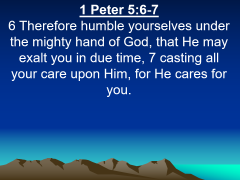 1 Peter 5:6-7
6 Therefore humble yourselves under
the mighty hand of God, that He may
exalt you in due time, 7 casting all
your care upon Him, for He cares for
you.